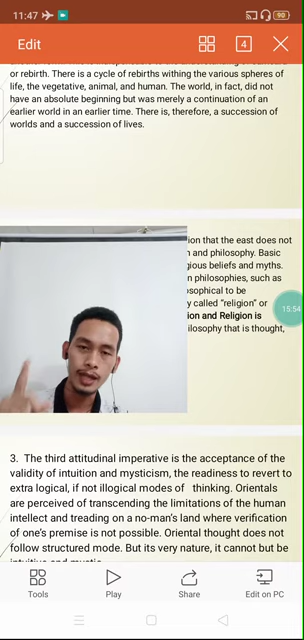 11:47
90
Edit
4
or rebirth. There is a cycle of rebirths withing the various spheres of
life, the vegetative, animal, and human. The world, in fact, did not
have an absolute beginning but was merely a continuation of an
earlier world in an earlier time. There is, therefore, a succession of
worlds and a succession of lives.
ion that the east does not
and philosophy. Basic
gious beliefs and myths.
n philosophies, such as
osophical to be
y called "religion" or
ion and Religion is
ilosophy that is thought,
15:54
3. The third attitudinal imperative is the acceptance of the
validity of intuition and mysticism, the readiness to revert to
extra logical, if not illogical modes of thinking. Orientals
are perceived of transcending the limitations of the human
intellect and treading on a no-man's land where verification
of one's premise is not possible. Oriental thought does not
follow structured mode. But its very nature, it cannot but be
intuitive and mystic
Tools
Play
Share
Edit on PC